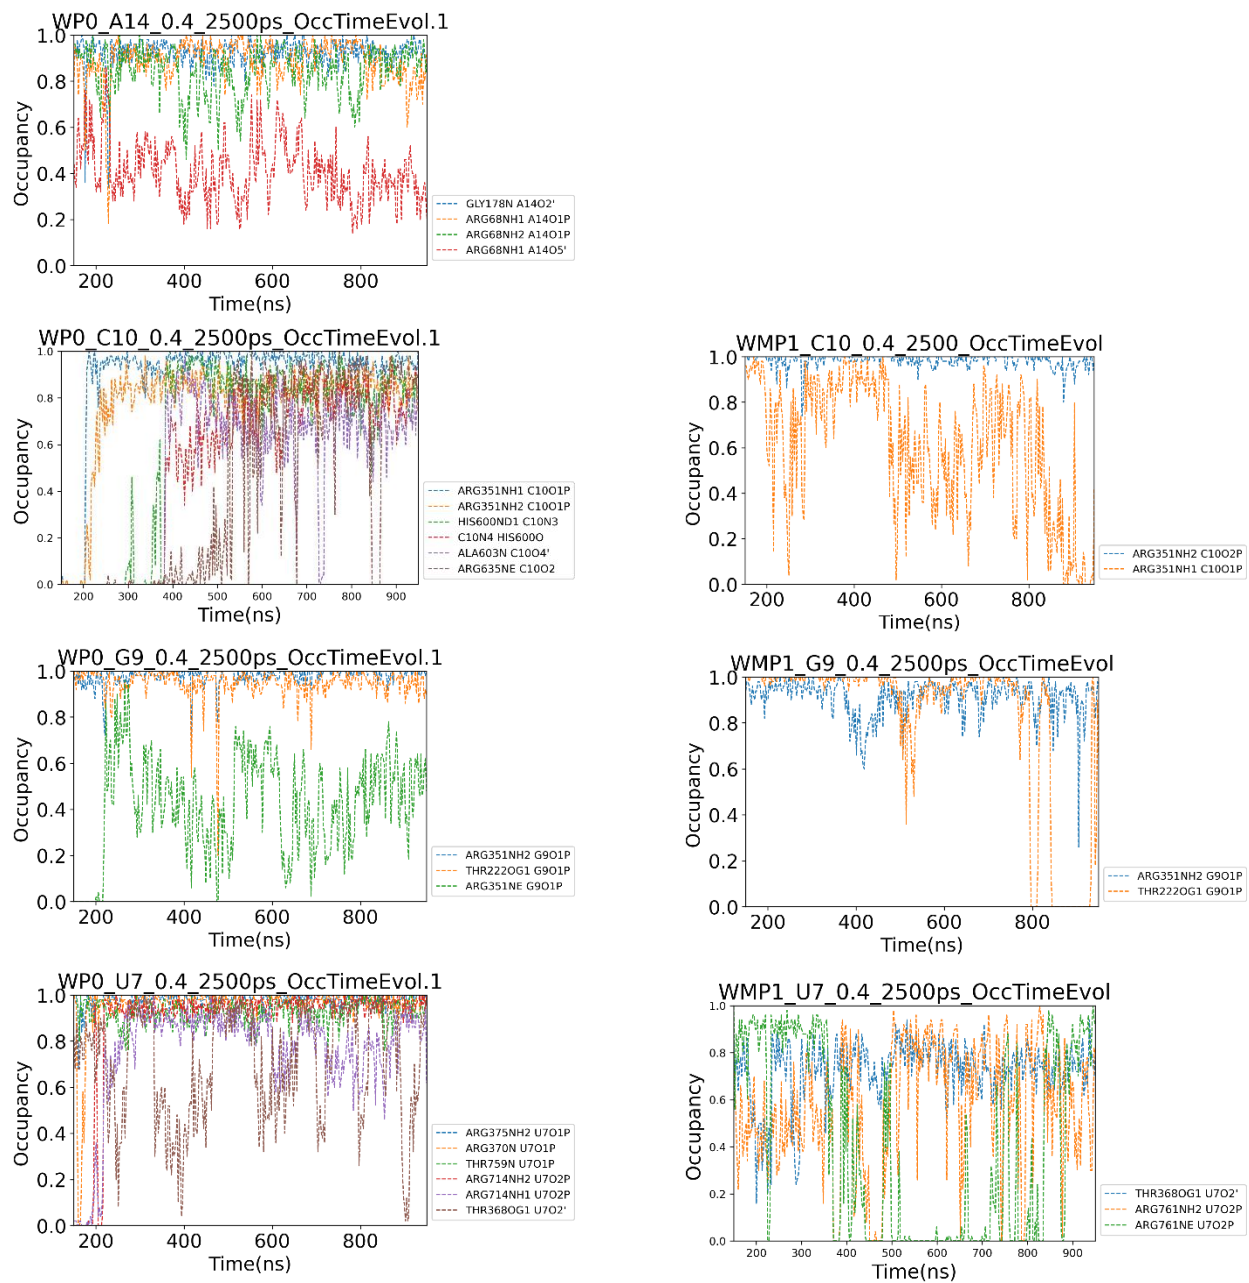 WP0_A14_0.4_2500ps_OccTimeEvol.1
1.0
0.8
0.6
0.4
0.2
0.0
Occupancy
200 400 600 800
Time(ns)
GLY178N A14O2'
ARG68NH1 A14O1P
ARG68NH2 A14O1P
ARG68NH1 A14O5'
WP0_C10_0.4_2500ps_OccTimeEvol.1
1.0
0.8
0.6
0.4
0.2
0.0
Occupancy
200 300 400 500 600 700 800 900
Time(ns)
ARG351NH1 C10O1P
ARG351NH2 C10O1P
HIS600ND1 C10N3
C10N4 HIS600O
ALA603N C10O4'
ARG635NE C10O2
WMP1_C10_0.4_2500_OccTimeEvol
1.0
0.8
0.6
0.4
0.2
0.0
Occupancy
200 400 600 800
Time(ns)
ARG351NH2 C10O2P
ARG351NH1 C10O1P
WP0_G9_0.4_2500ps_OccTimeEvol.1
1.0
0.8
0.6
0.4
0.2
0.0
Occupancy
200 400 600 800
Time(ns)
ARG351NH2 G9O1P
THR222OG1 G9O1P
ARG351NE G9O1P
WMP1_G9_0.4_2500ps_OccTimeEvol
1.0
0.8
0.6
0.4
0.2
0.0
Occupancy
200 400 600 800
Time(ns)
ARG351NH2 G9O1P
THR222OG1 G9O1P
WP0_U7_0.4_2500ps_OccTimeEvol.1
1.0
0.8
0.6
0.4
0.2
0.0
Occupancy
200 400 600 800
Time(ns)
ARG375NH2 U7O1P
ARG370N U7O1P
THR759N U7O1P
ARG714NH2 U7O2P
ARG714NH1 U7O2P
THR368OG1 U7O2'
WMP1_U7_0.4_2500ps_OccTimeEvol
1.0
0.8
0.6
0.4
0.2
0.0
Occupancy
200 300 400 500 600 700 800 900
Time(ns)
THR368OG1 U7O2'
ARG761NH2 U7O2P
ARG761NE U7O2P